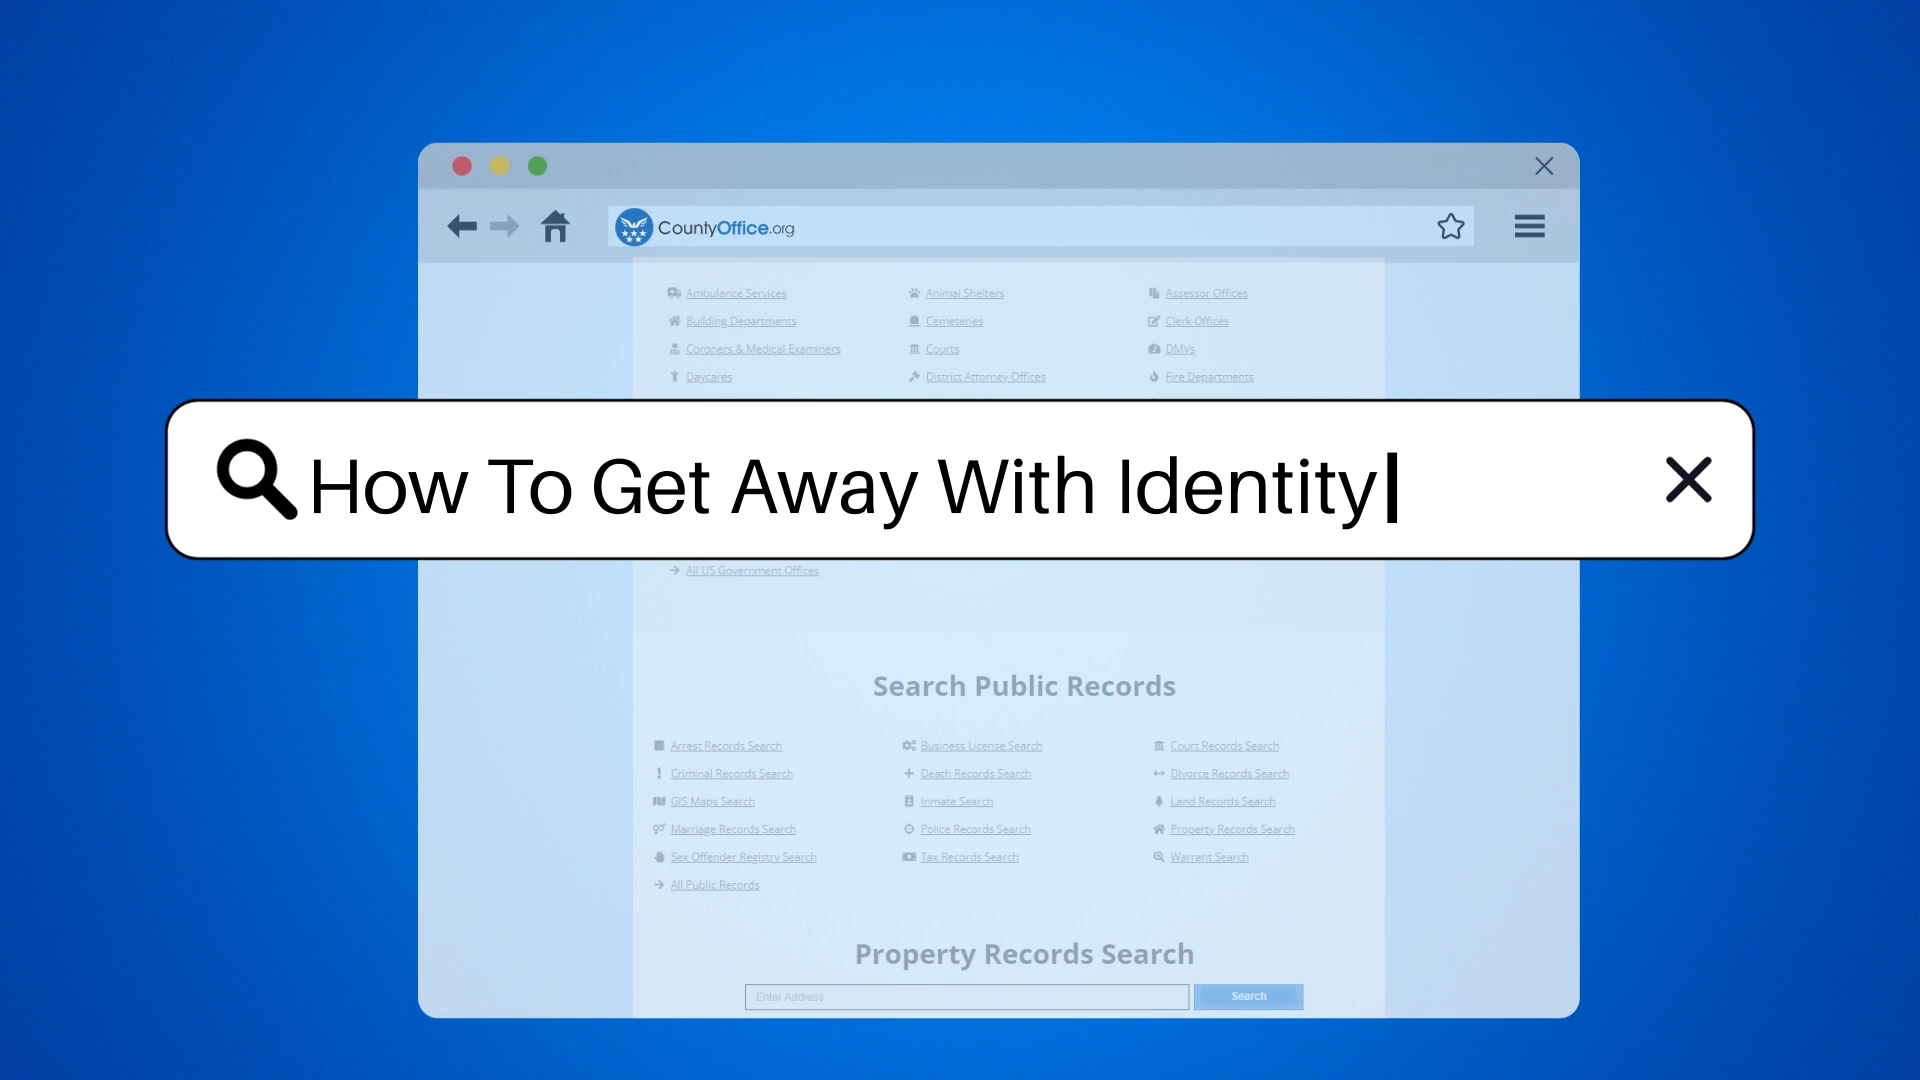 CountyOffice.org
Ambulance Services Animal Shelters Assessor Offices
Building Departments Cemeteries Clerk Offices
Coroners & Medical Examiners Courts DMVs
Daycares District Attorney Offices Fire Departments
How To Get Away With Identity
All US Government Offices
Search Public Records
Arrest Records Search Business License Search Court Records Search
Criminal Records Search Death Records Search Divorce Records Search
GIS Maps Search Inmate Search Land Records Search
Marriage Records Search Police Records Search Property Records Search
Sex Offender Registry Search Tax Records Search Warrant Search
All Public Records
Property Records Search
Enter Address Search